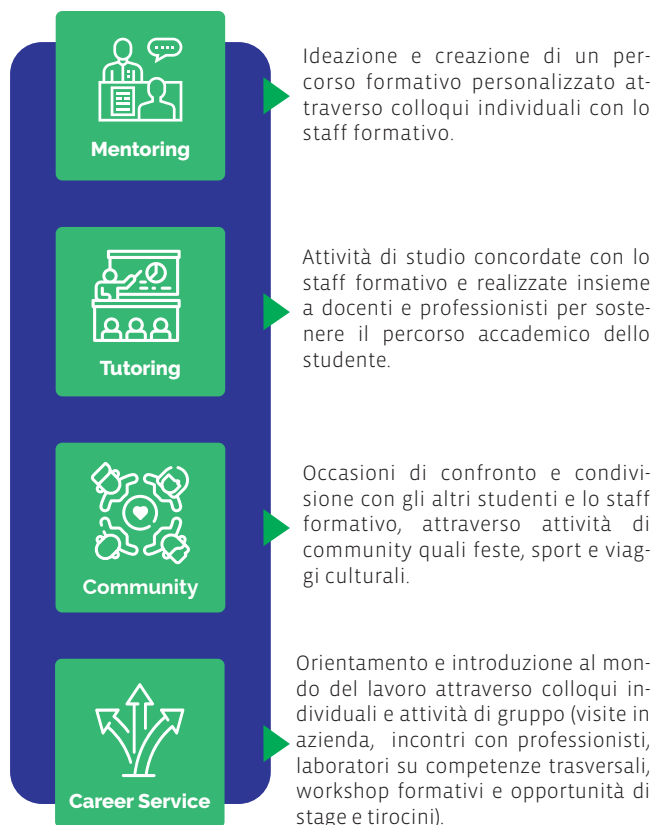 Mentoring
Ideazione e creazione di un per-
corso formativo personalizzato at-
traverso colloqui individuali con lo
staff formativo.
Tutoring
Attività di studio concordate con lo
staff formativo e realizzate insieme
a docenti e professionisti per soste-
nere il percorso accademico dello
studente.
Community
Occasioni di confronto e condivi-
sione con gli altri studenti e lo staff
formativo, attraverso attività di
community quali feste, sport e viag-
gi culturali.
Career Service
Orientamento e introduzione al mon-
do del lavoro attraverso colloqui in-
dividuali e attività di gruppo (visite in
azienda, incontri con professionisti,
laboratori su competenze trasversali,
workshop formativi e opportunità di
stage e tirocini).